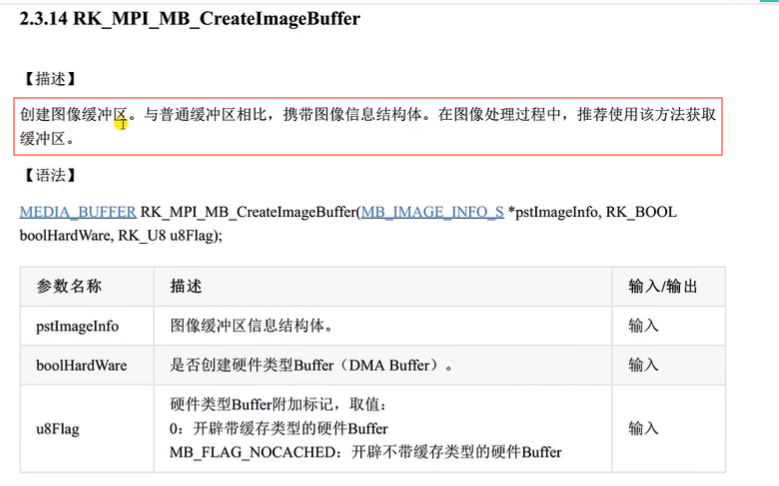 2.3.14 RK_MPI_MB_CreateImageBuffer
【描述】
创建图像缓冲区。与普通缓冲区相比，携带图像信息结构体。在图像处理过程中，推荐使用该方法获取
缓冲区。
【语法】
MEDIA_BUFFER RK_MPI_MB_CreateImageBuffer(MB_IMAGE_INFO_S *pstImageInfo, RK_BOOL
boolHardWare, RK_U8 u8Flag);
参数名称 描述 输入/输出
pstImageInfo 图像缓冲区信息结构体。 输入
boolHardWare 是否创建硬件类型Buffer（DMA Buffer）。 输入
硬件类型Buffer附加标记，取值：
u8Flag 0：开辟带缓存类型的硬件Buffer 输入
MB_FLAG_NOCACHED：开辟不带缓存类型的硬件Buffer